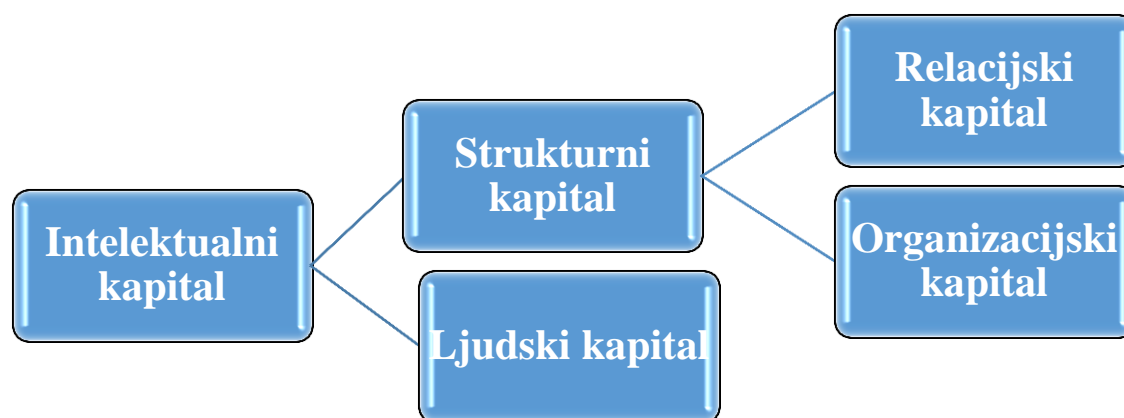 Intelektualni
kapital
Strukturni
kapital
Ljudski kapital
Relacijski
kapital
Organizacijski
kapital